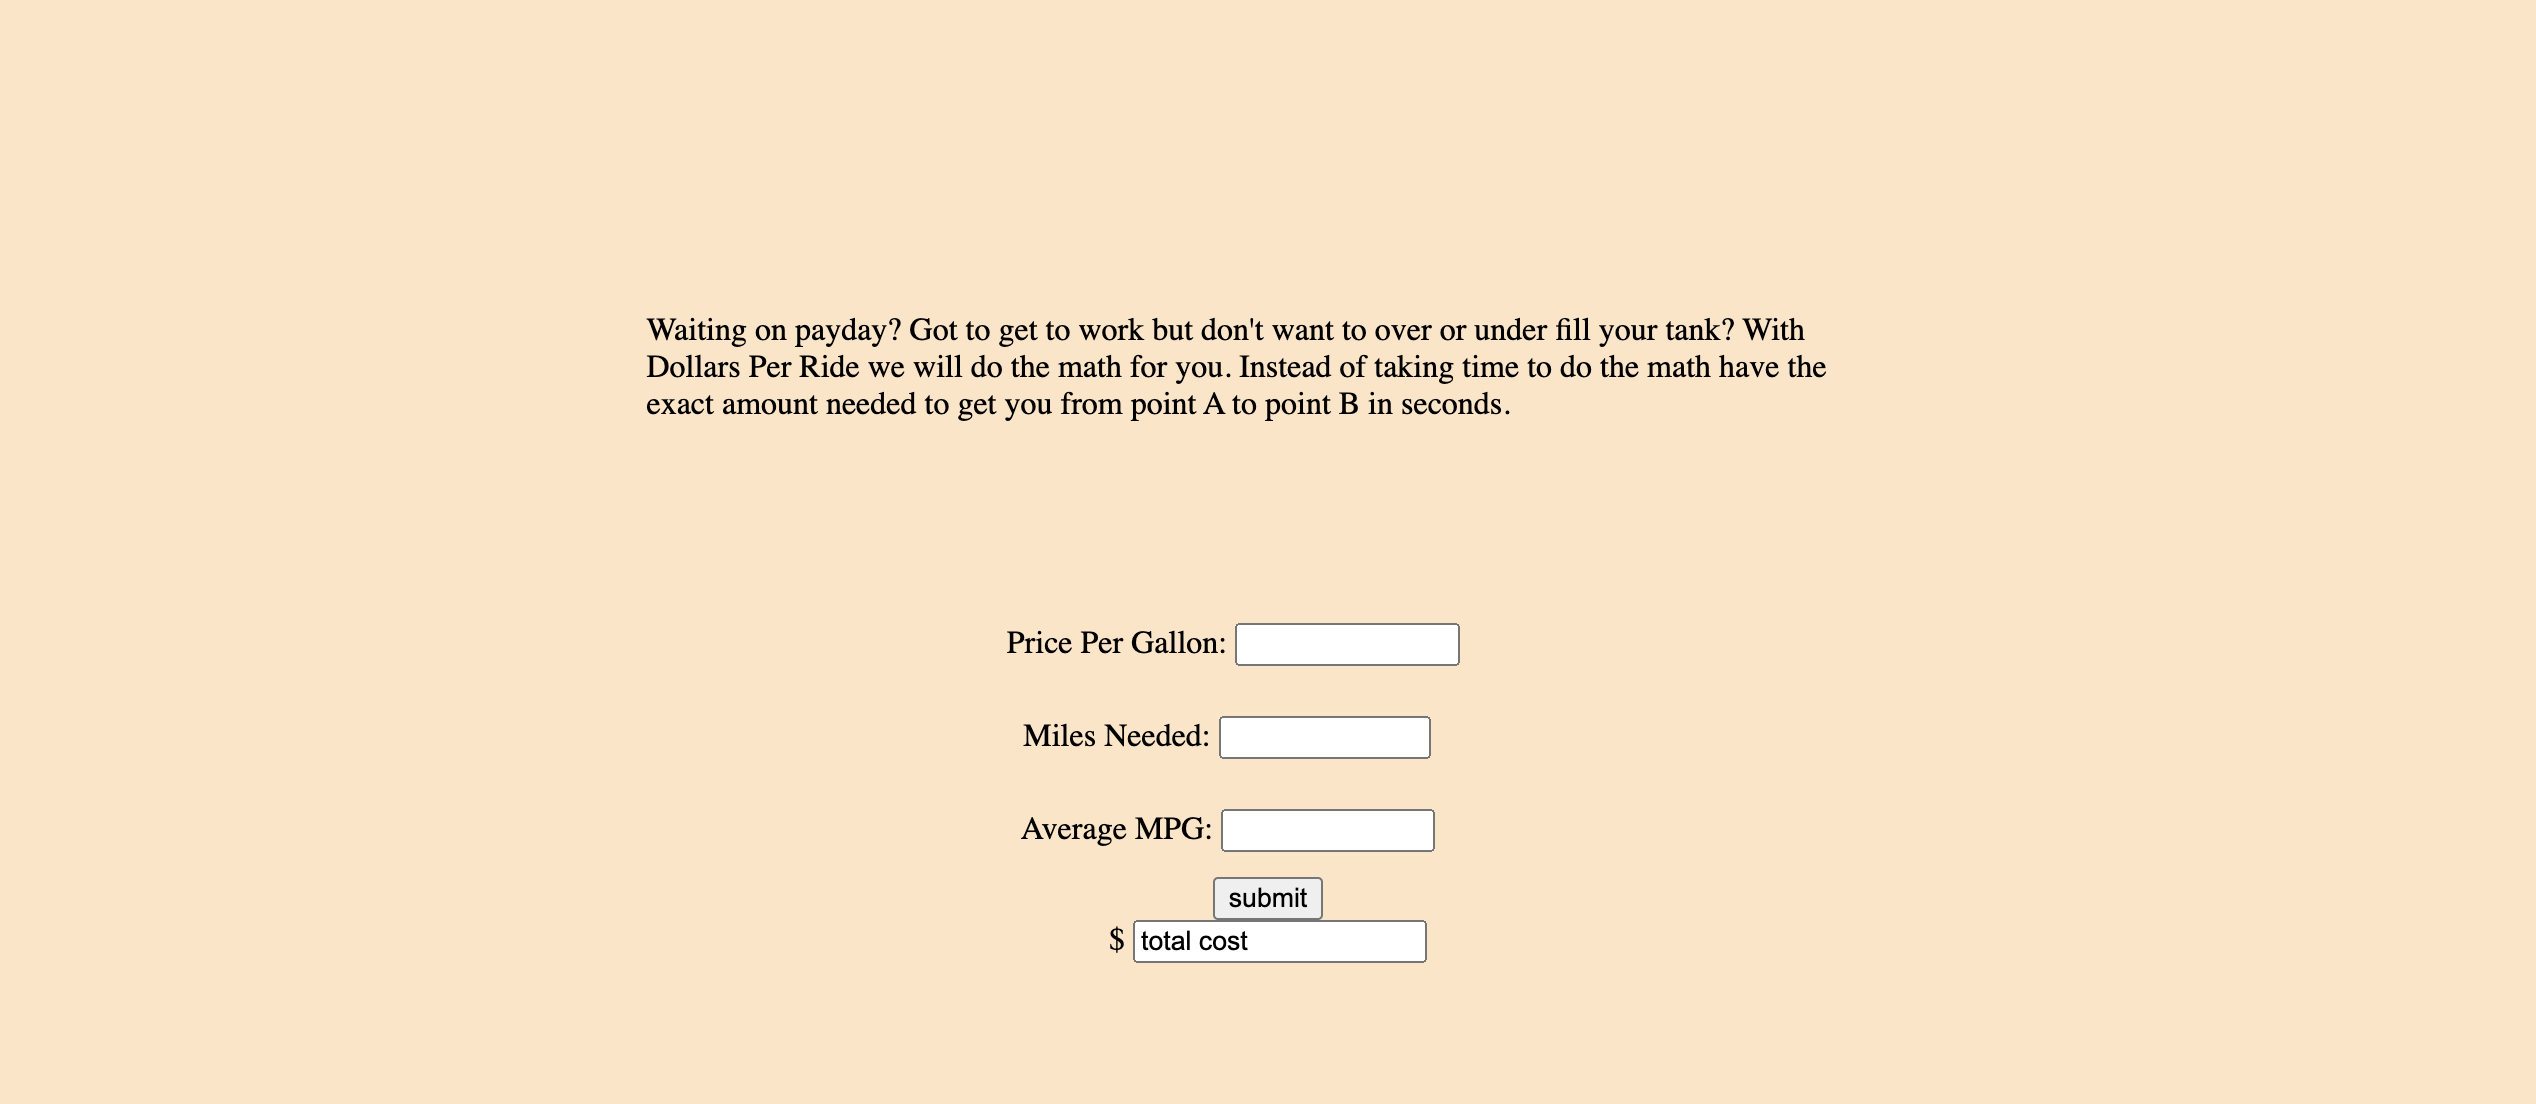 Waiting on payday? Got to get to work but don't want to over or under fill your tank? With
Dollars Per Ride we will do the math for you. Instead of taking time to do the math have the
exact amount needed to get you from point A to point B in seconds.
Price Per Gallon:
Miles Needed:
Average MPG:
submit
$ total cost